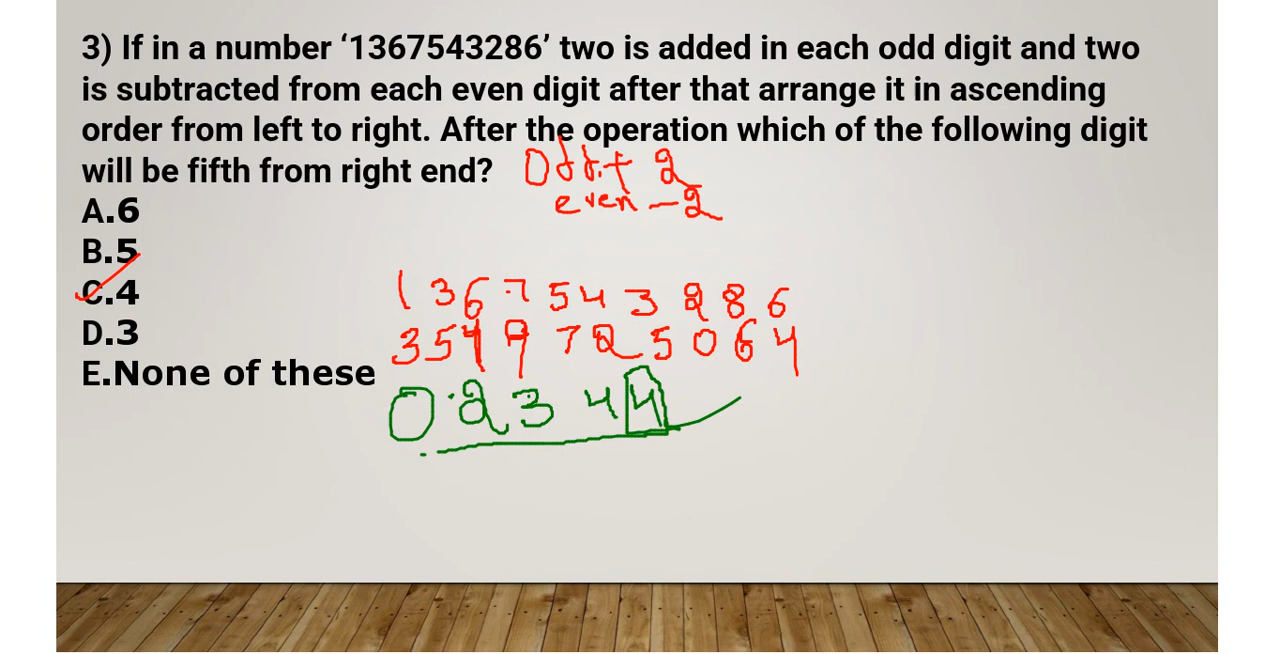 3) If in a number ‘1367543286’ two is added in each odd digit and two
is subtracted from each even digit after that arrange it in ascending
order from left to right. After the operation which of the following digit
will be fifth from right end?
odd + 2
even - 2
A.6
B.5
C.4
D.3
E.None of these
1 3 6 7 5 4 3 2 8 6
3 5 4 9 7 2 5 0 6 4
0 2 3 4 4